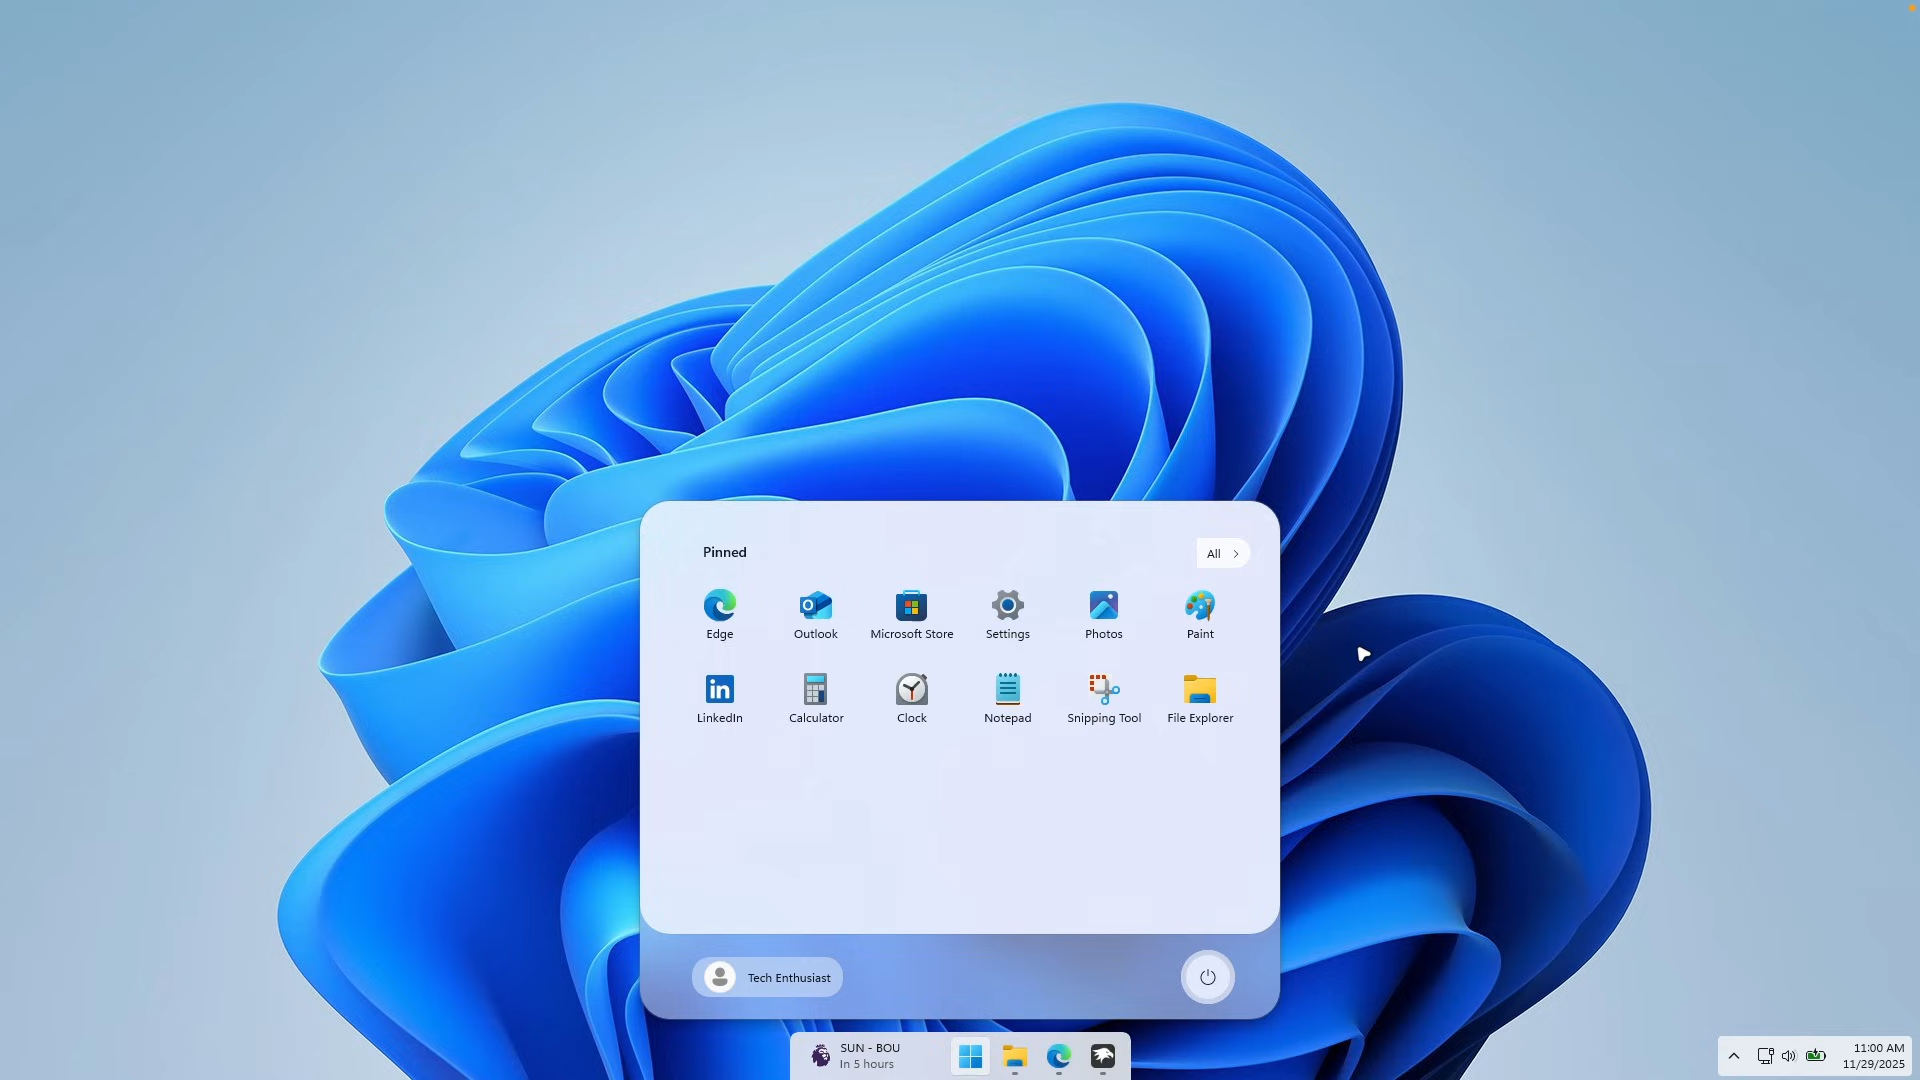 Pinned
All
Edge
Outlook
Microsoft Store
Settings
Photos
Paint
LinkedIn
Calculator
Clock
Notepad
Snipping Tool
File Explorer
Tech Enthusiast
SUN - BOU
In 5 hours
11:00 AM
11/29/2025